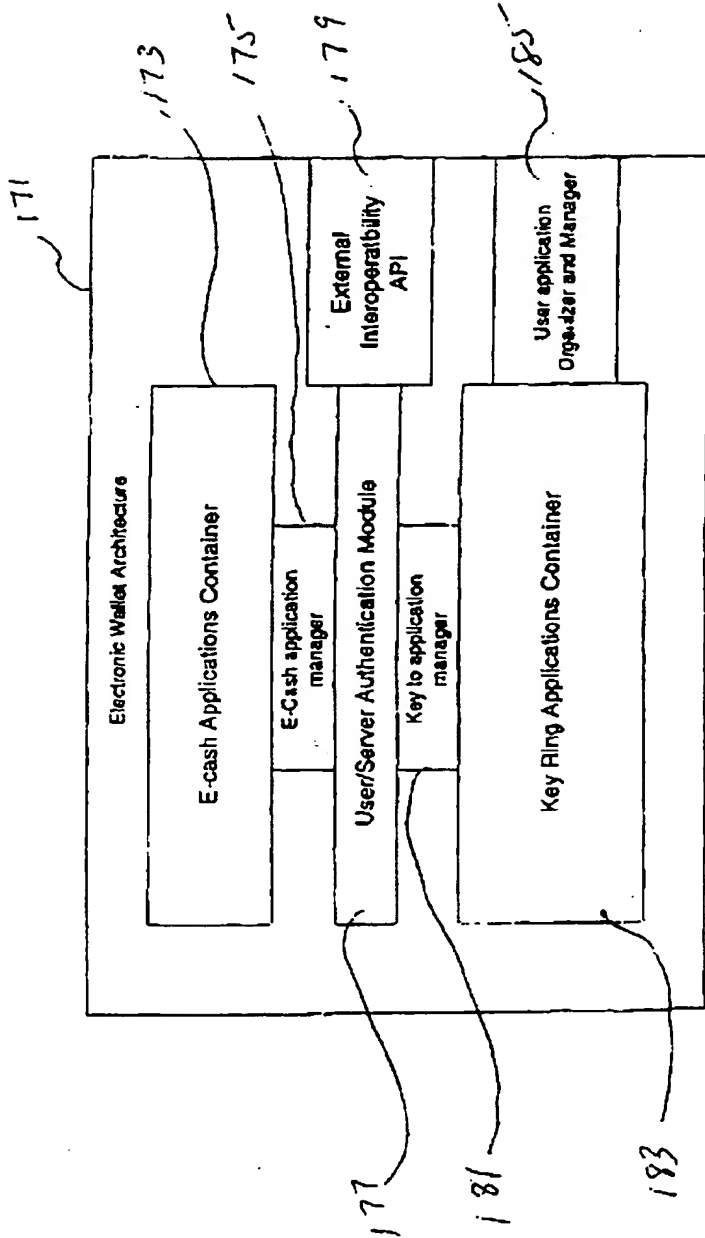 171
Electronic Wallet Architecture
173
E-cash Applications Container
175
E-Cash application
manager
177
User/Server Authentication Module
179
External
Interoperatbility
API
181
Key to application
manager
183
Key Ring Applications Container
185
User application
Organizer and Manager